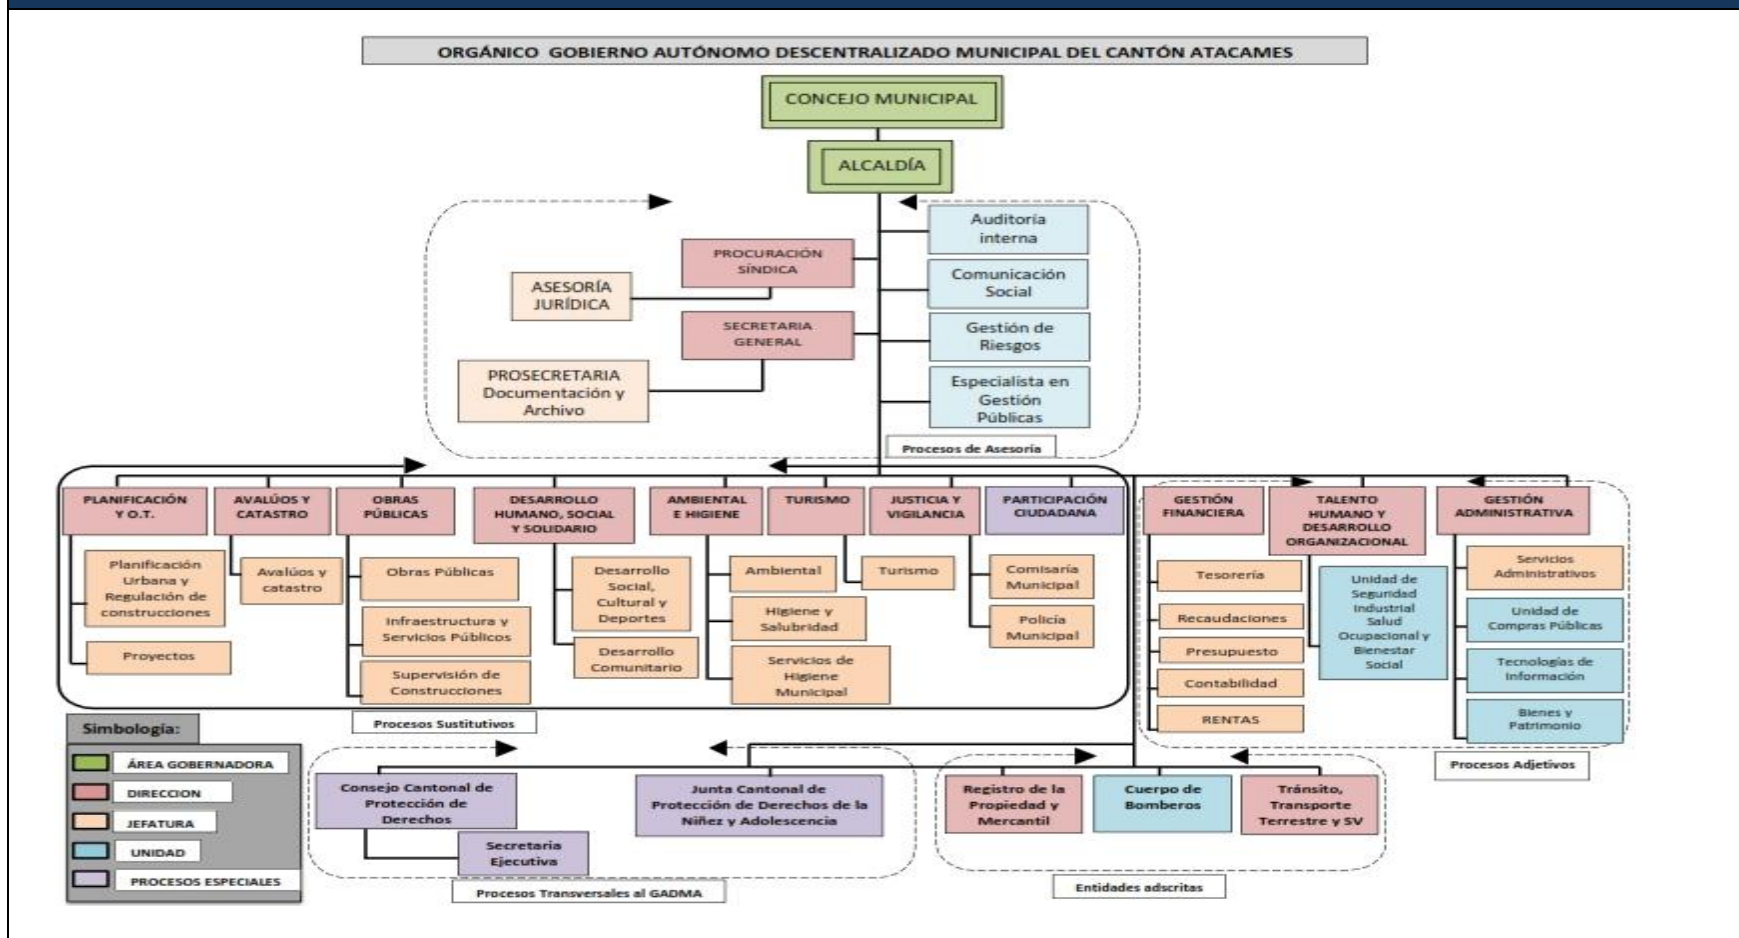 ORGÁNICO GOBIERNO AUTÓNOMO DESCENTRALIZADO MUNICIPAL DEL CANTÓN ATACAMES
CONCEJO MUNICIPAL
ALCALDÍA
Auditoría
interna
PROCURACIÓN
SÍNDICA
Comunicación
Social
ASESORÍA
JURÍDICA
SECRETARIA
GENERAL
Gestión de
Riesgos
PROSECRETARIA
Documentación y
Archivo
Especialista en
Gestión
Públicas
Procesos de Asesoría
PLANIFICACIÓN
Y O.T.
AVALÚOS Y
CATASTRO
OBRAS
PÚBLICAS
DESARROLLO
HUMANO, SOCIAL
Y SOLIDARIO
AMBIENTAL
E HIGIENE
TURISMO
JUSTICIA Y
VIGILANCIA
PARTICIPACIÓN
CIUDADANA
GESTIÓN
FINANCIERA
TALENTO
HUMANO Y
DESARROLLO
ORGANIZACIONAL
GESTIÓN
ADMINISTRATIVA
Planificación
Urbana y
Regulación de
construcciones
Proyectos
Avalúos y
catastro
Obras Públicas
Infraestructura y
Servicios Públicos
Supervisión de
Construcciones
Desarrollo
Social,
Cultural y
Deportes
Desarrollo
Comunitario
Ambiental
Higiene y
Salubridad
Servicios de
Higiene
Municipal
Turismo
Comisaría
Municipal
Policía
Municipal
Tesorería
Recaudaciones
Presupuesto
Contabilidad
RENTAS
Unidad de
Seguridad
Industrial
Salud
Ocupacional y
Bienestar
Social
Servicios
Administrativos
Unidad de
Compras Públicas
Tecnologías de
Información
Bienes y
Patrimonio
Procesos Sustitutivos
Procesos Adjetivos
Simbología:
ÁREA GOBERNADORA
DIRECCION
JEFATURA
UNIDAD
PROCESOS ESPECIALES
Consejo Cantonal de
Protección de
Derechos
Secretaria
Ejecutiva
Junta Cantonal de
Protección de Derechos de la
Niñez y Adolescencia
Procesos Transversales al GADMA
Registro de la
Propiedad y
Mercantil
Cuerpo de
Bomberos
Tránsito,
Transporte
Terrestre y SV
Entidades adscritas